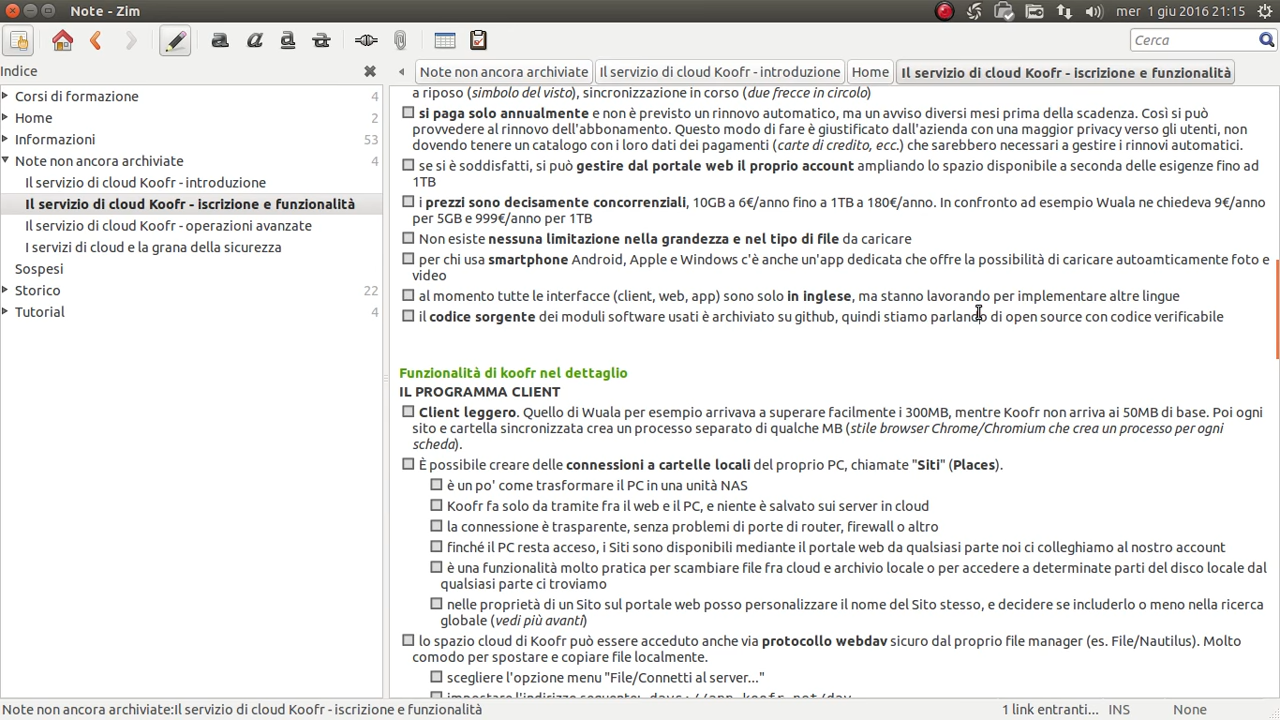 Note - Zim
mer 1 giu 2016 21:15
a a a a
Cerca
Indice
Note non ancora archiviate
Il servizio di cloud Koofr - introduzione
Home
Il servizio di cloud Koofr - iscrizione e funzionalità
Corsi di formazione 4
Home 2
Informazioni 53
Note non ancora archiviate 4
Il servizio di cloud Koofr - introduzione
Il servizio di cloud Koofr - iscrizione e funzionalità
Il servizio di cloud Koofr - operazioni avanzate
I servizi di cloud e la grana della sicurezza
Sospesi
Storico 22
Tutorial 4
a riposo (simbolo del visto), sincronizzazione in corso (due frecce in circolo)
si paga solo annualmente e non è previsto un rinnovo automatico, ma un avviso diversi mesi prima della scadenza. Così si può
provvedere al rinnovo dell'abbonamento. Questo modo di fare è giustificato dall'azienda con una maggior privacy verso gli utenti, non
dovendo tenere un catalogo con i loro dati dei pagamenti (carte di credito, ecc.) che sarebbero necessari a gestire i rinnovi automatici.
se si è soddisfatti, si può gestire dal portale web il proprio account ampliando lo spazio disponibile a seconda delle esigenze fino ad
1TB
i prezzi sono decisamente concorrenziali, 10GB a 6€/anno fino a 1TB a 180€/anno. In confronto ad esempio Wuala ne chiedeva 9€/anno
per 5GB e 999€/anno per 1TB
Non esiste nessuna limitazione nella grandezza e nel tipo di file da caricare
per chi usa smartphone Android, Apple e Windows c'è anche un'app dedicata che offre la possibilità di caricare autoamticamente foto e
video
al momento tutte le interfacce (client, web, app) sono solo in inglese, ma stanno lavorando per implementare altre lingue
il codice sorgente dei moduli software usati è archiviato su github, quindi stiamo parlando di open source con codice verificabile
Funzionalità di koofr nel dettaglio
IL PROGRAMMA CLIENT
Client leggero. Quello di Wuala per esempio arrivava a superare facilmente i 300MB, mentre Koofr non arriva ai 50MB di base. Poi ogni
sito e cartella sincronizzata crea un processo separato di qualche MB (stile browser Chrome/Chromium che crea un processo per ogni
scheda).
È possibile creare delle connessioni a cartelle locali del proprio PC, chiamate "Siti" (Places).
è un po' come trasformare il PC in una unità NAS
Koofr fa solo da tramite fra il web e il PC, e niente è salvato sui server in cloud
la connessione è trasparente, senza problemi di porte di router, firewall o altro
finché il PC resta acceso, i Siti sono disponibili mediante il portale web da qualsiasi parte noi ci colleghiamo al nostro account
è una funzionalità molto pratica per scambiare file fra cloud e archivio locale o per accedere a determinate parti del disco locale dal
qualsiasi parte ci troviamo
nelle proprietà di un Sito sul portale web posso personalizzare il nome del Sito stesso, e decidere se includerlo o meno nella ricerca
globale (vedi più avanti)
lo spazio cloud di Koofr può essere acceduto anche via protocollo webdav sicuro dal proprio file manager (es. File/Nautilus). Molto
comodo per spostare e copiare file localmente.
scegliere l'opzione menu "File/Connetti al server..."
impostare l'indirizzo seguente: davs://app.koofr.net/dav
Note non ancora archiviate:Il servizio di cloud Koofr - iscrizione e funzionalità
1 link entranti... INS None